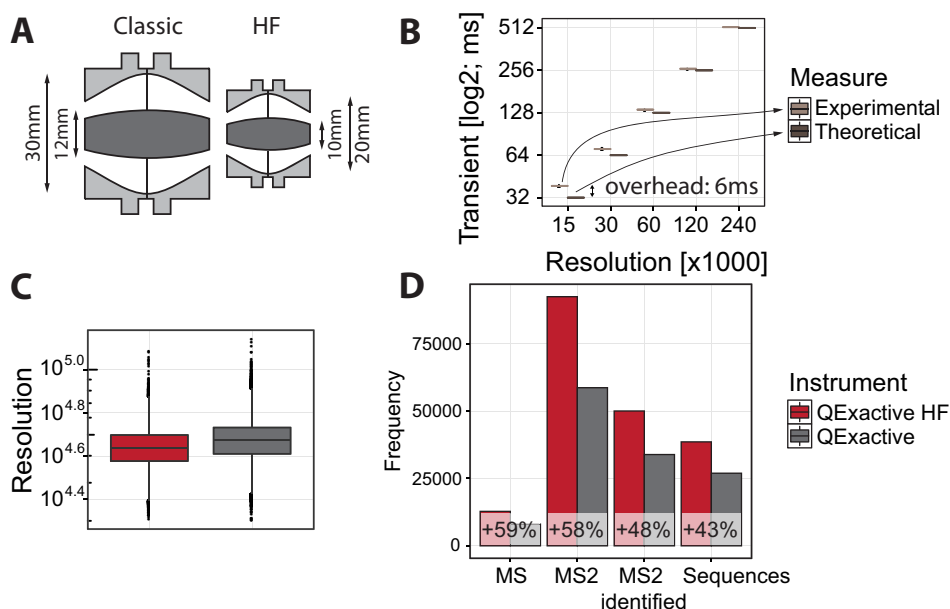 A
Classic
HF
30mm
12mm
10mm
20mm
B
Transient [log2; ms]
512
256
128
64
32
overhead: 6ms
15 30 60 120 240
Resolution [x1000]
Measure
Experimental
Theoretical
C
Resolution
10^5.0
10^4.8
10^4.6
10^4.4
D
Frequency
75000
50000
25000
0
+59% +58% +48% +43%
MS MS2 MS2 Sequences
identified
Instrument
QExactive HF
QExactive